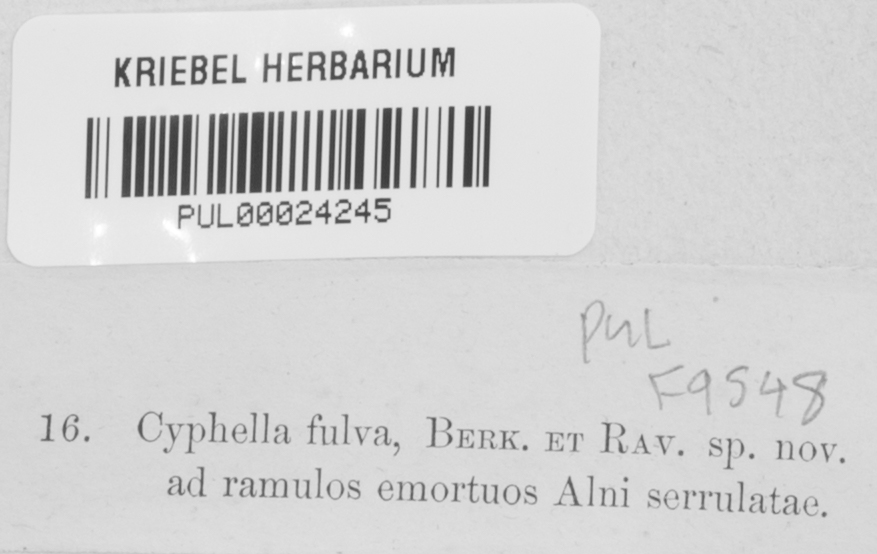 KRIEBEL HERBARIUM
PUL00024245
PUL
F9548
16. Cyphella fulva, BERK. ET RAV. sp. nov.
ad ramulos emortuos Alni serrulatae.